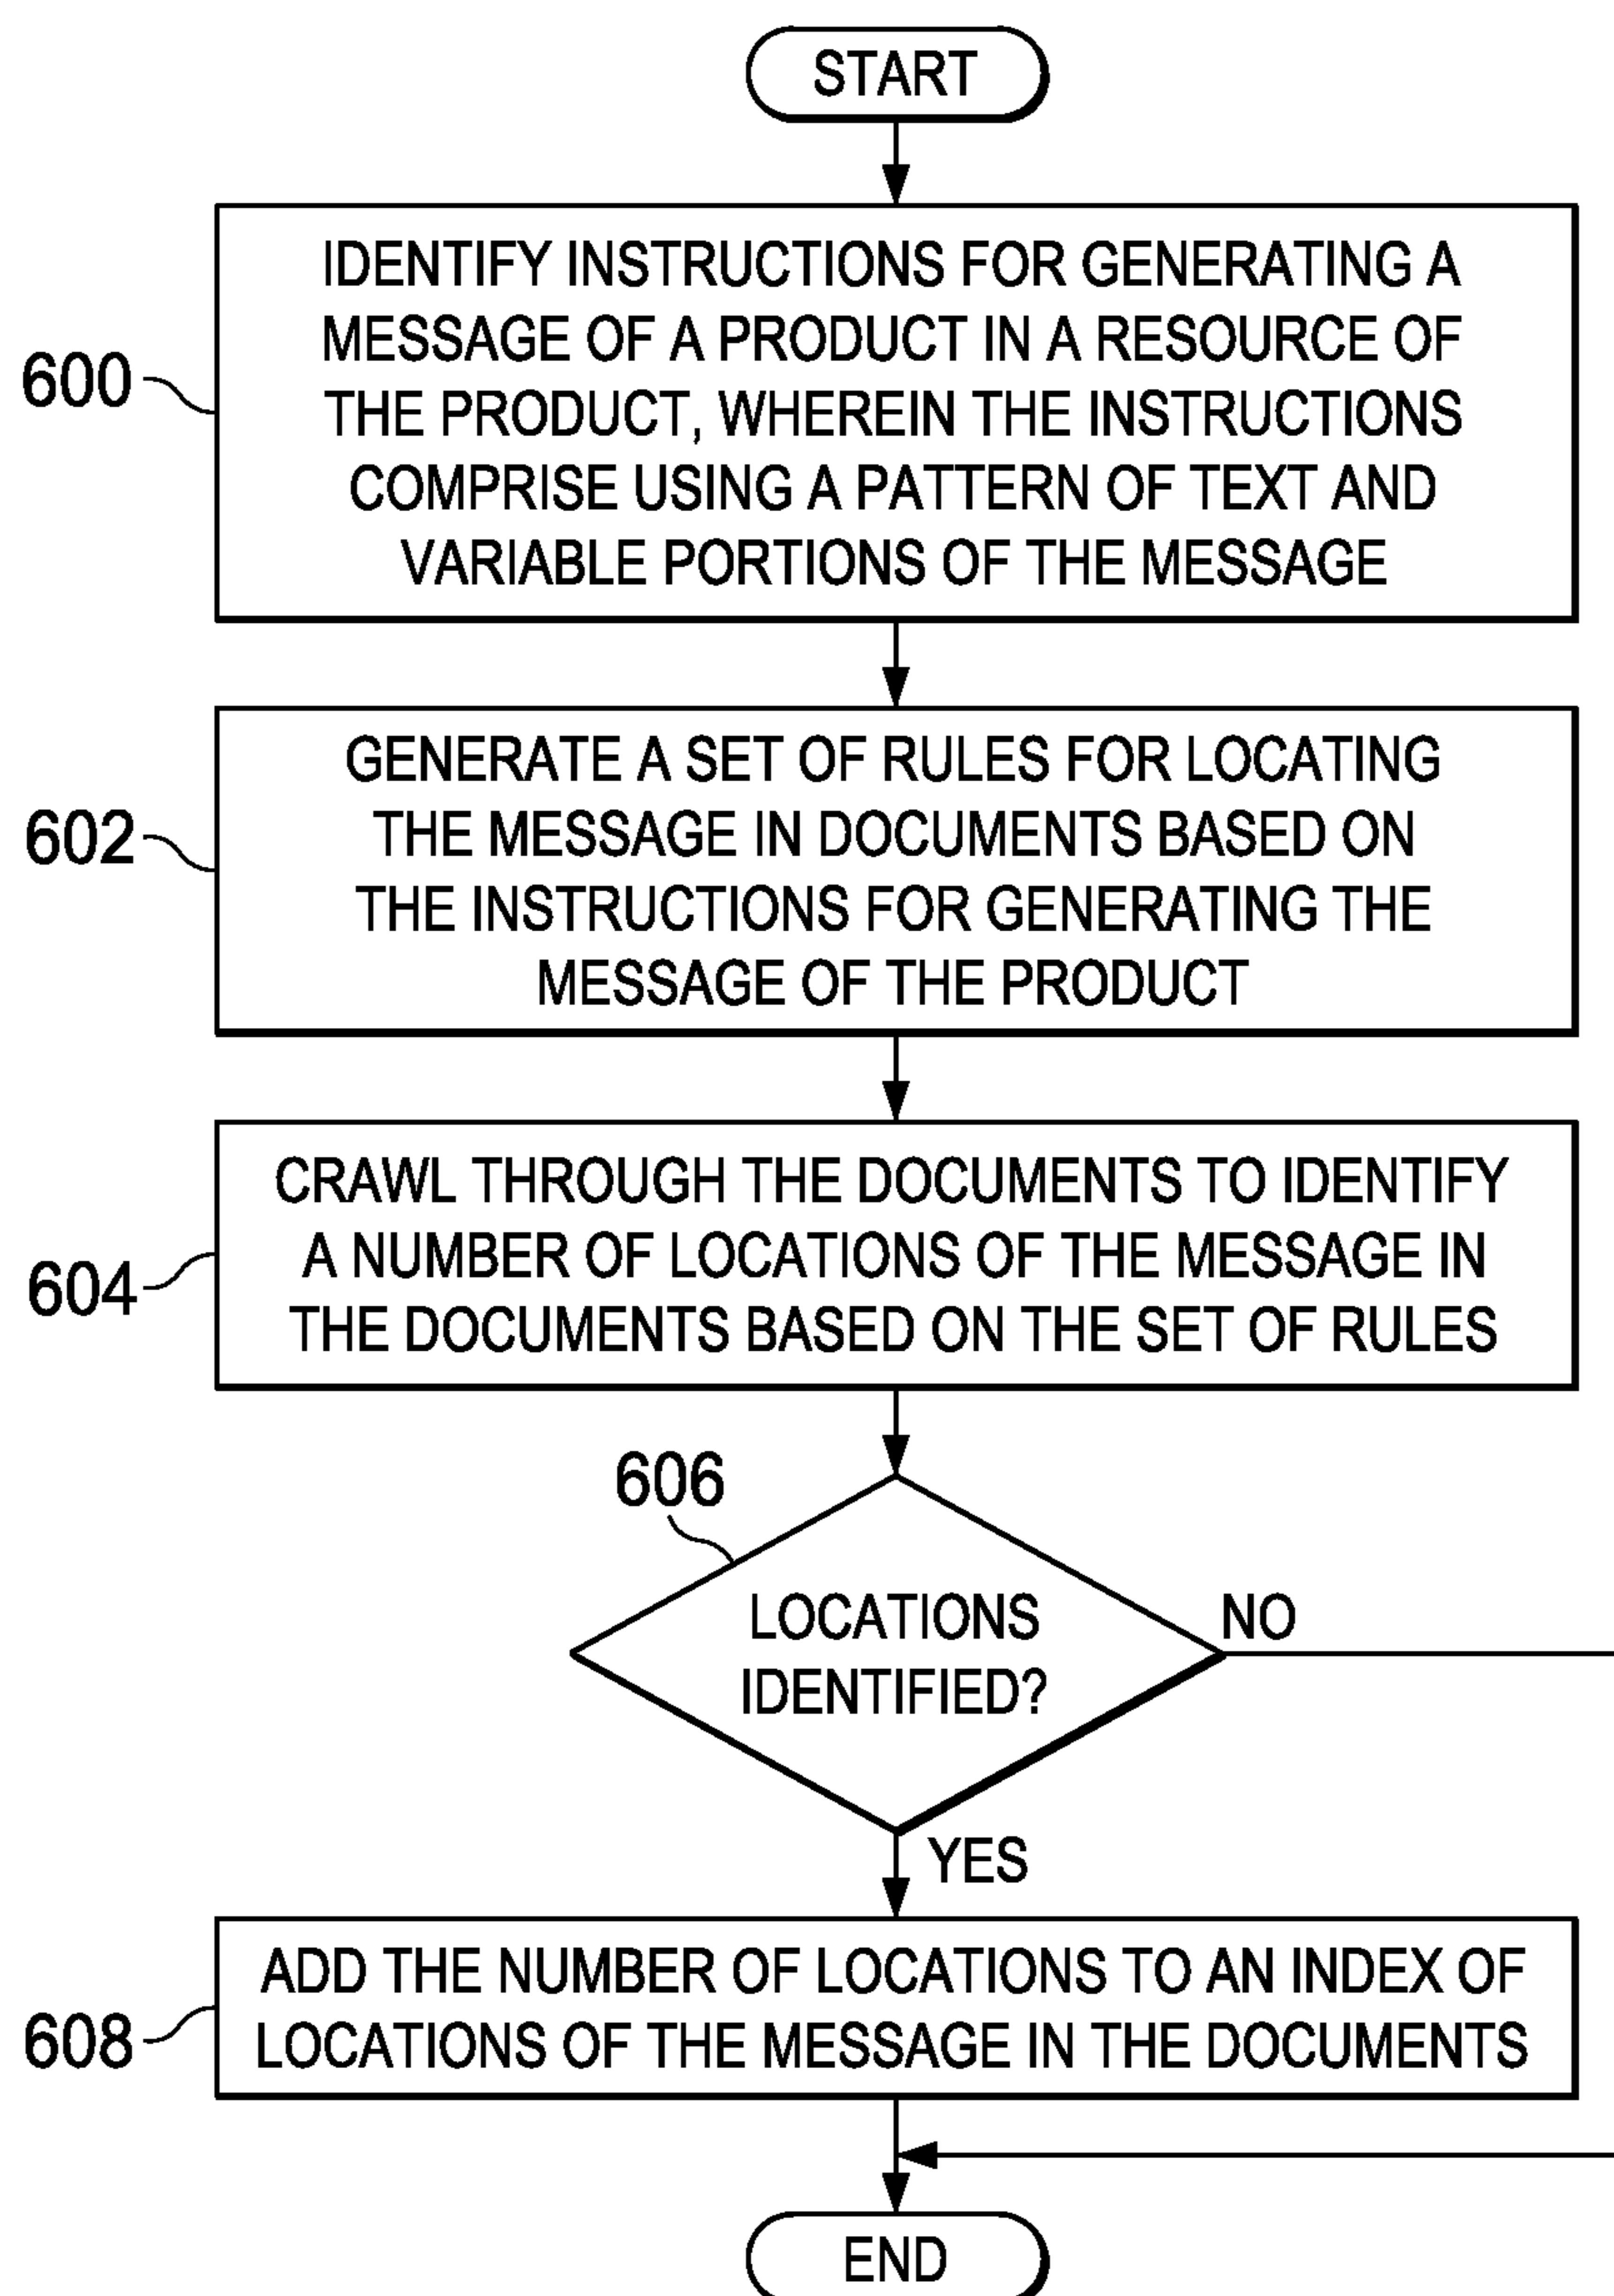 START
IDENTIFY INSTRUCTIONS FOR GENERATING A
MESSAGE OF A PRODUCT IN A RESOURCE OF
THE PRODUCT, WHEREIN THE INSTRUCTIONS
COMPRISE USING A PATTERN OF TEXT AND
VARIABLE PORTIONS OF THE MESSAGE
600
GENERATE A SET OF RULES FOR LOCATING
THE MESSAGE IN DOCUMENTS BASED ON
THE INSTRUCTIONS FOR GENERATING THE
MESSAGE OF THE PRODUCT
602
CRAWL THROUGH THE DOCUMENTS TO IDENTIFY
A NUMBER OF LOCATIONS OF THE MESSAGE IN
THE DOCUMENTS BASED ON THE SET OF RULES
604
606
LOCATIONS
IDENTIFIED?
NO
YES
ADD THE NUMBER OF LOCATIONS TO AN INDEX OF
LOCATIONS OF THE MESSAGE IN THE DOCUMENTS
608
END